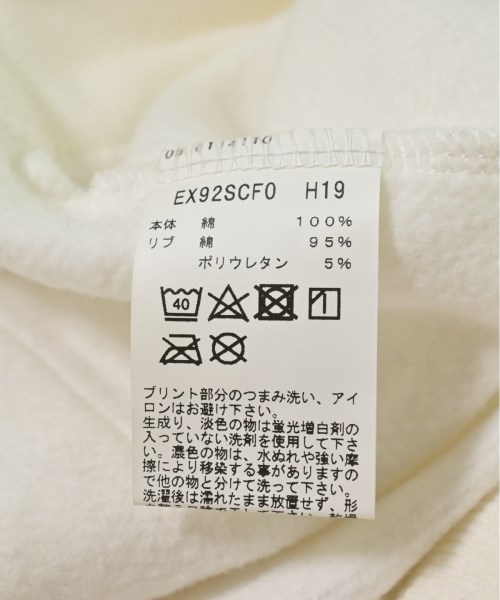 EX92SCF0 H19
本体 綿 100%
リブ 綿 95%
ポリウレタン 5%
40
プリント部分のつまみ洗い、アイ
ロンはお避け下さい。
生成り、淡色の物は蛍光増白剤の
入っていない洗剤を使用して下さ
い。濃色の物は、水ぬれや強い摩
擦により移染する事がありますの
で他の物と分けて洗って下さい。
洗濯後は濡れたまま放置せず、形